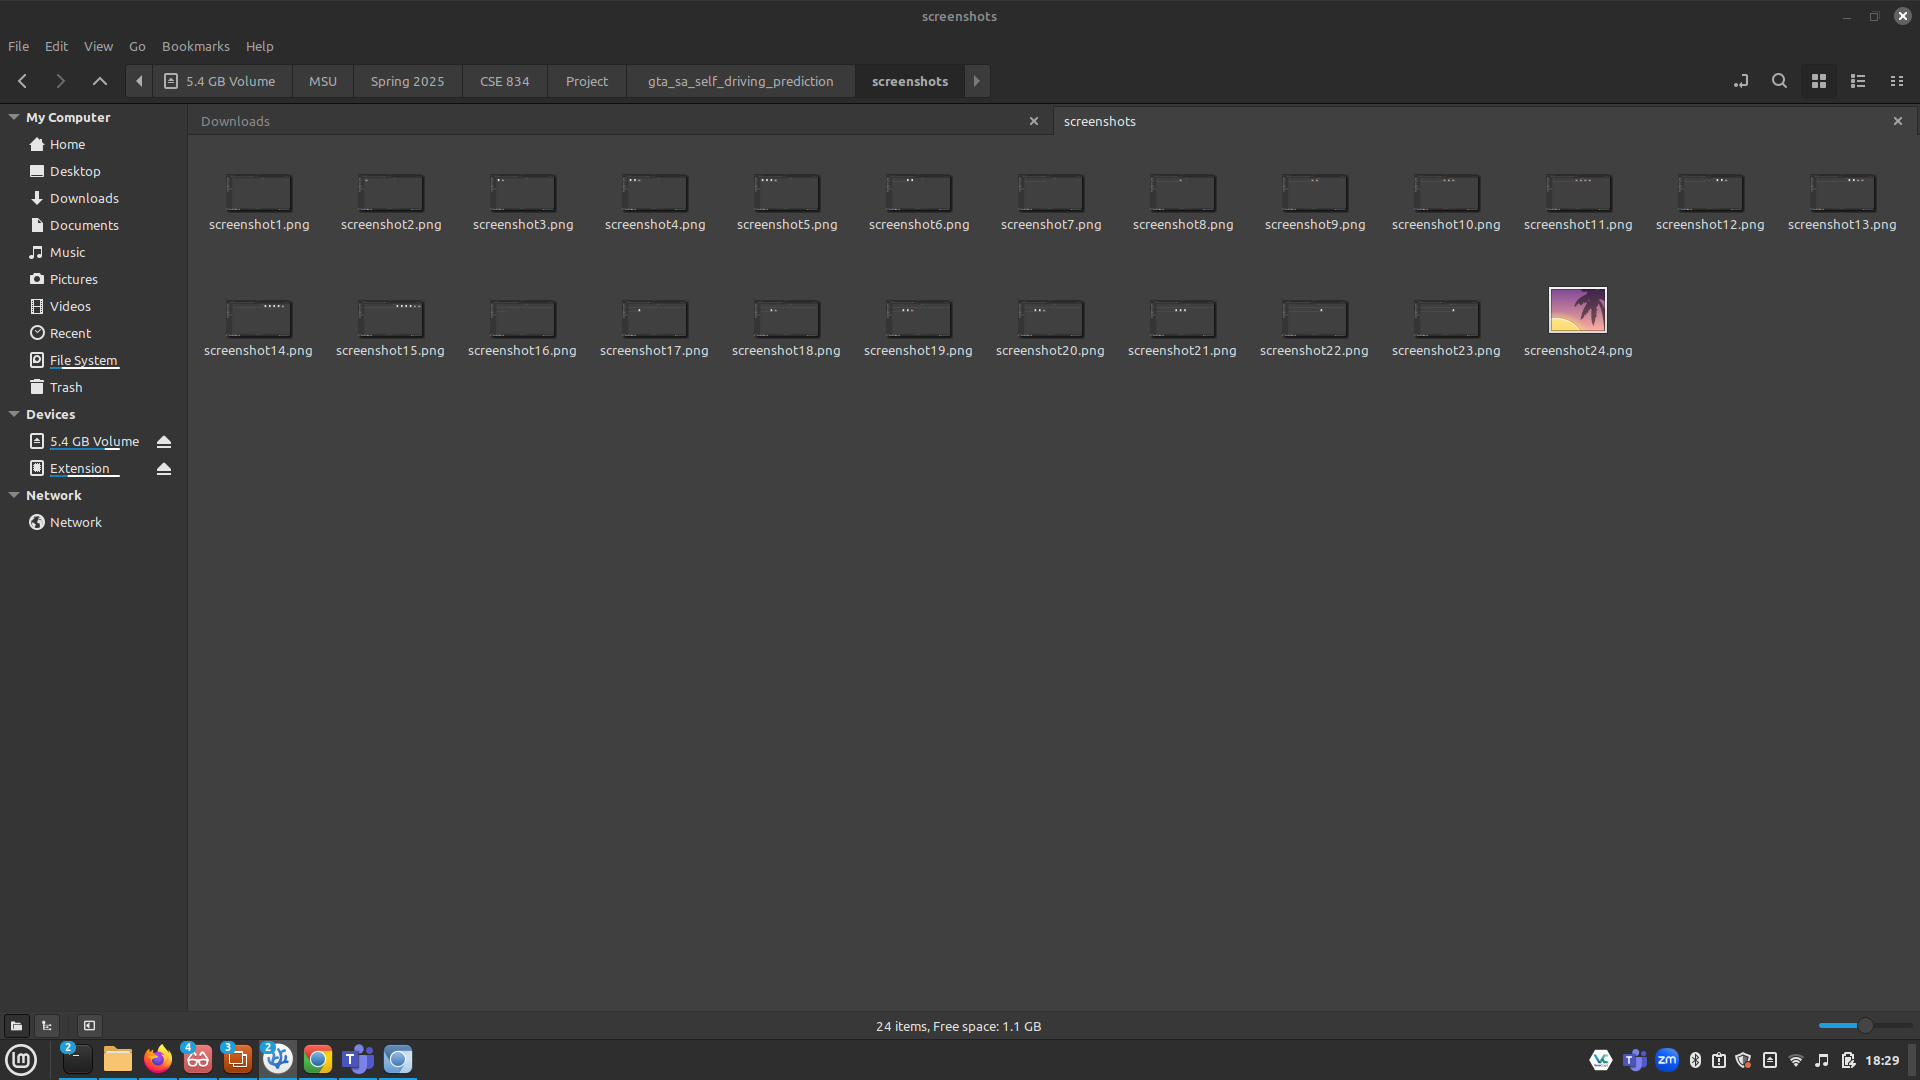 screenshots
File Edit View Go Bookmarks Help
5.4 GB Volume MSU Spring 2025 CSE 834 Project gta_sa_self_driving_prediction screenshots
My Computer
Home
Desktop
Downloads
Documents
Music
Pictures
Videos
Recent
File System
Trash
Devices
5.4 GB Volume
Extension
Network
Network
Downloads screenshots
screenshot1.png screenshot2.png screenshot3.png screenshot4.png screenshot5.png screenshot6.png screenshot7.png screenshot8.png screenshot9.png screenshot10.png screenshot11.png screenshot12.png screenshot13.png
screenshot14.png screenshot15.png screenshot16.png screenshot17.png screenshot18.png screenshot19.png screenshot20.png screenshot21.png screenshot22.png screenshot23.png screenshot24.png
24 items, Free space: 1.1 GB
2 4 3 2 T zm 18:29